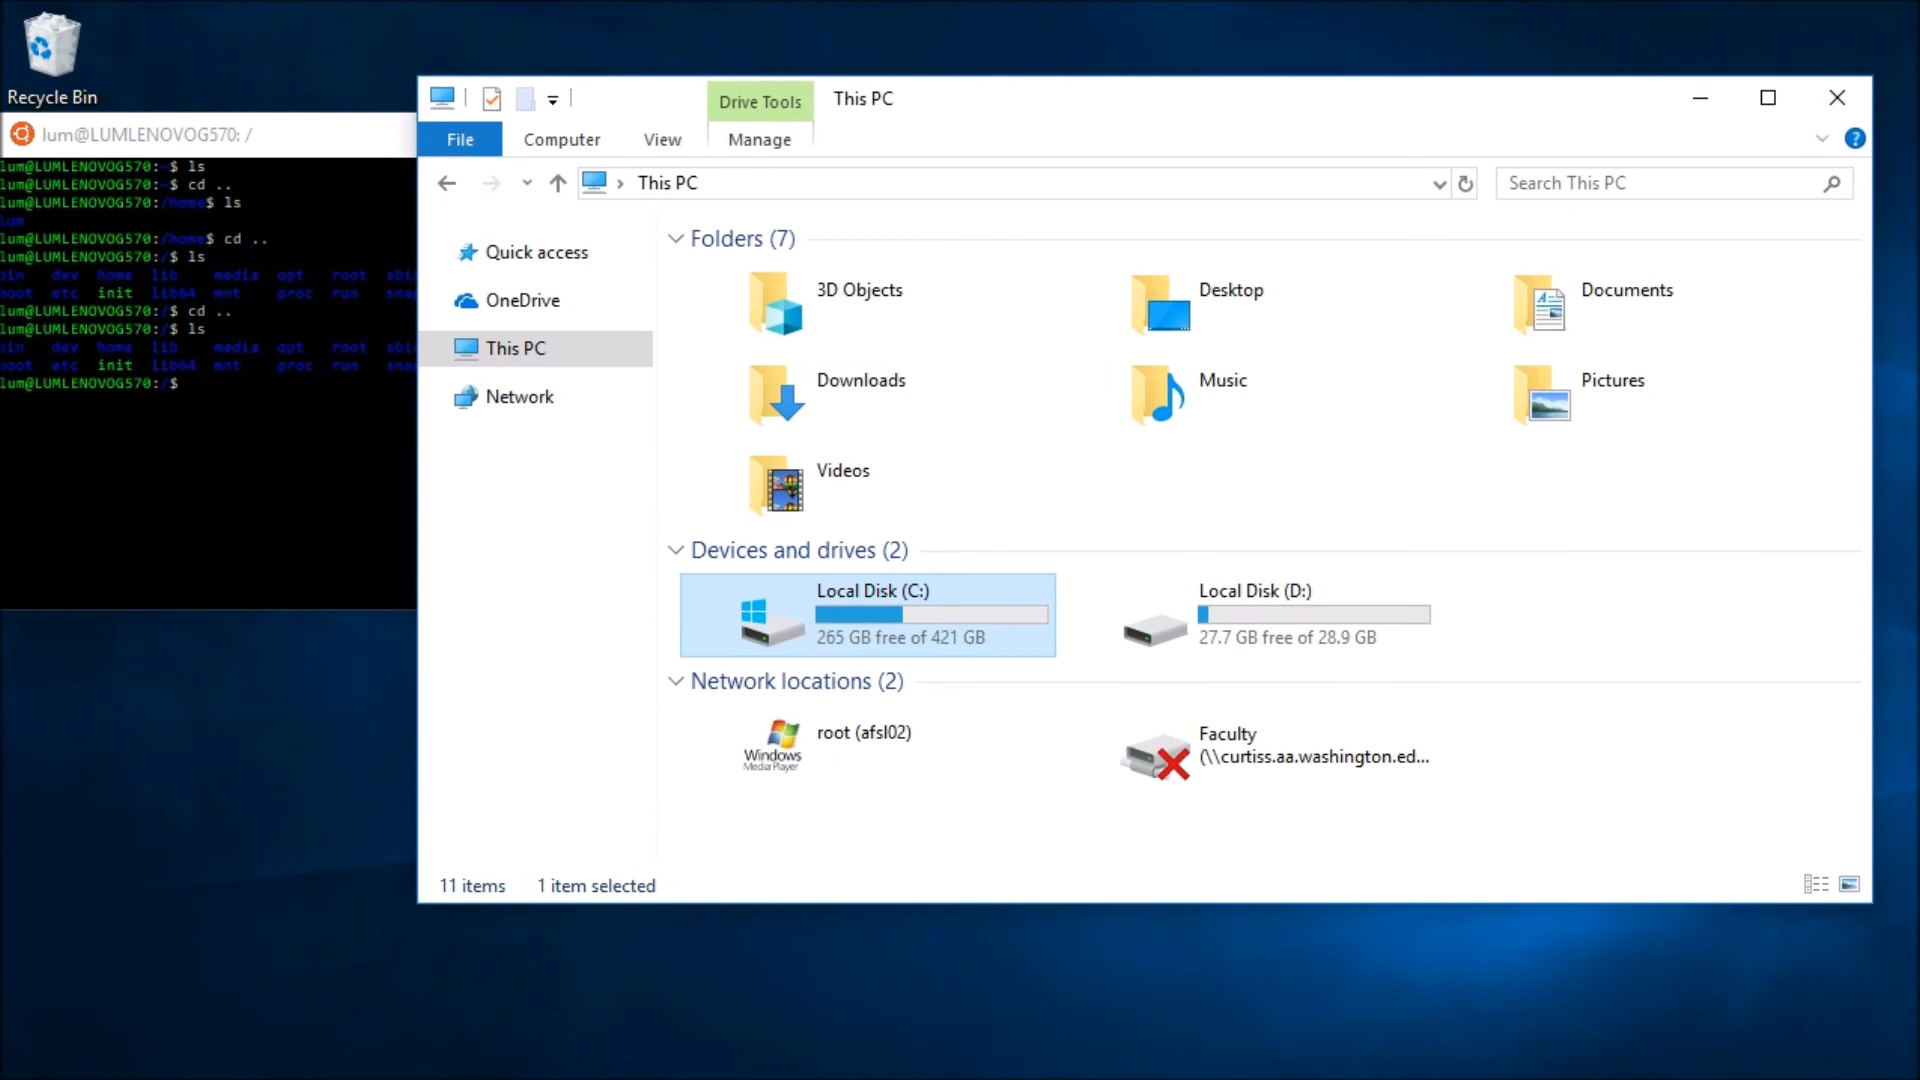 Recycle Bin
lum@LUMLENOVOG570: /
lum@LUMLENOVOG570:~$ ls
lum@LUMLENOVOG570:~$ cd ..
lum@LUMLENOVOG570:/home$ ls
lum
lum@LUMLENOVOG570:/home$ cd ..
lum@LUMLENOVOG570:/$ ls
bin dev home lib media opt root
boot etc init lib64 mnt proc run
lum@LUMLENOVOG570:/$ cd ..
lum@LUMLENOVOG570:/$ ls
bin dev home lib media opt root
boot etc init lib64 mnt proc run
lum@LUMLENOVOG570:/$
Drive Tools
This PC
File
Computer
View
Manage
This PC
Search This PC
Quick access
OneDrive
This PC
Network
Folders (7)
3D Objects
Desktop
Documents
Downloads
Music
Pictures
Videos
Devices and drives (2)
Local Disk (C:)
265 GB free of 421 GB
Local Disk (D:)
27.7 GB free of 28.9 GB
Network locations (2)
Windows
Media Player
root (afsl02)
Faculty
(\\curtiss.aa.washington.ed...
11 items
1 item selected